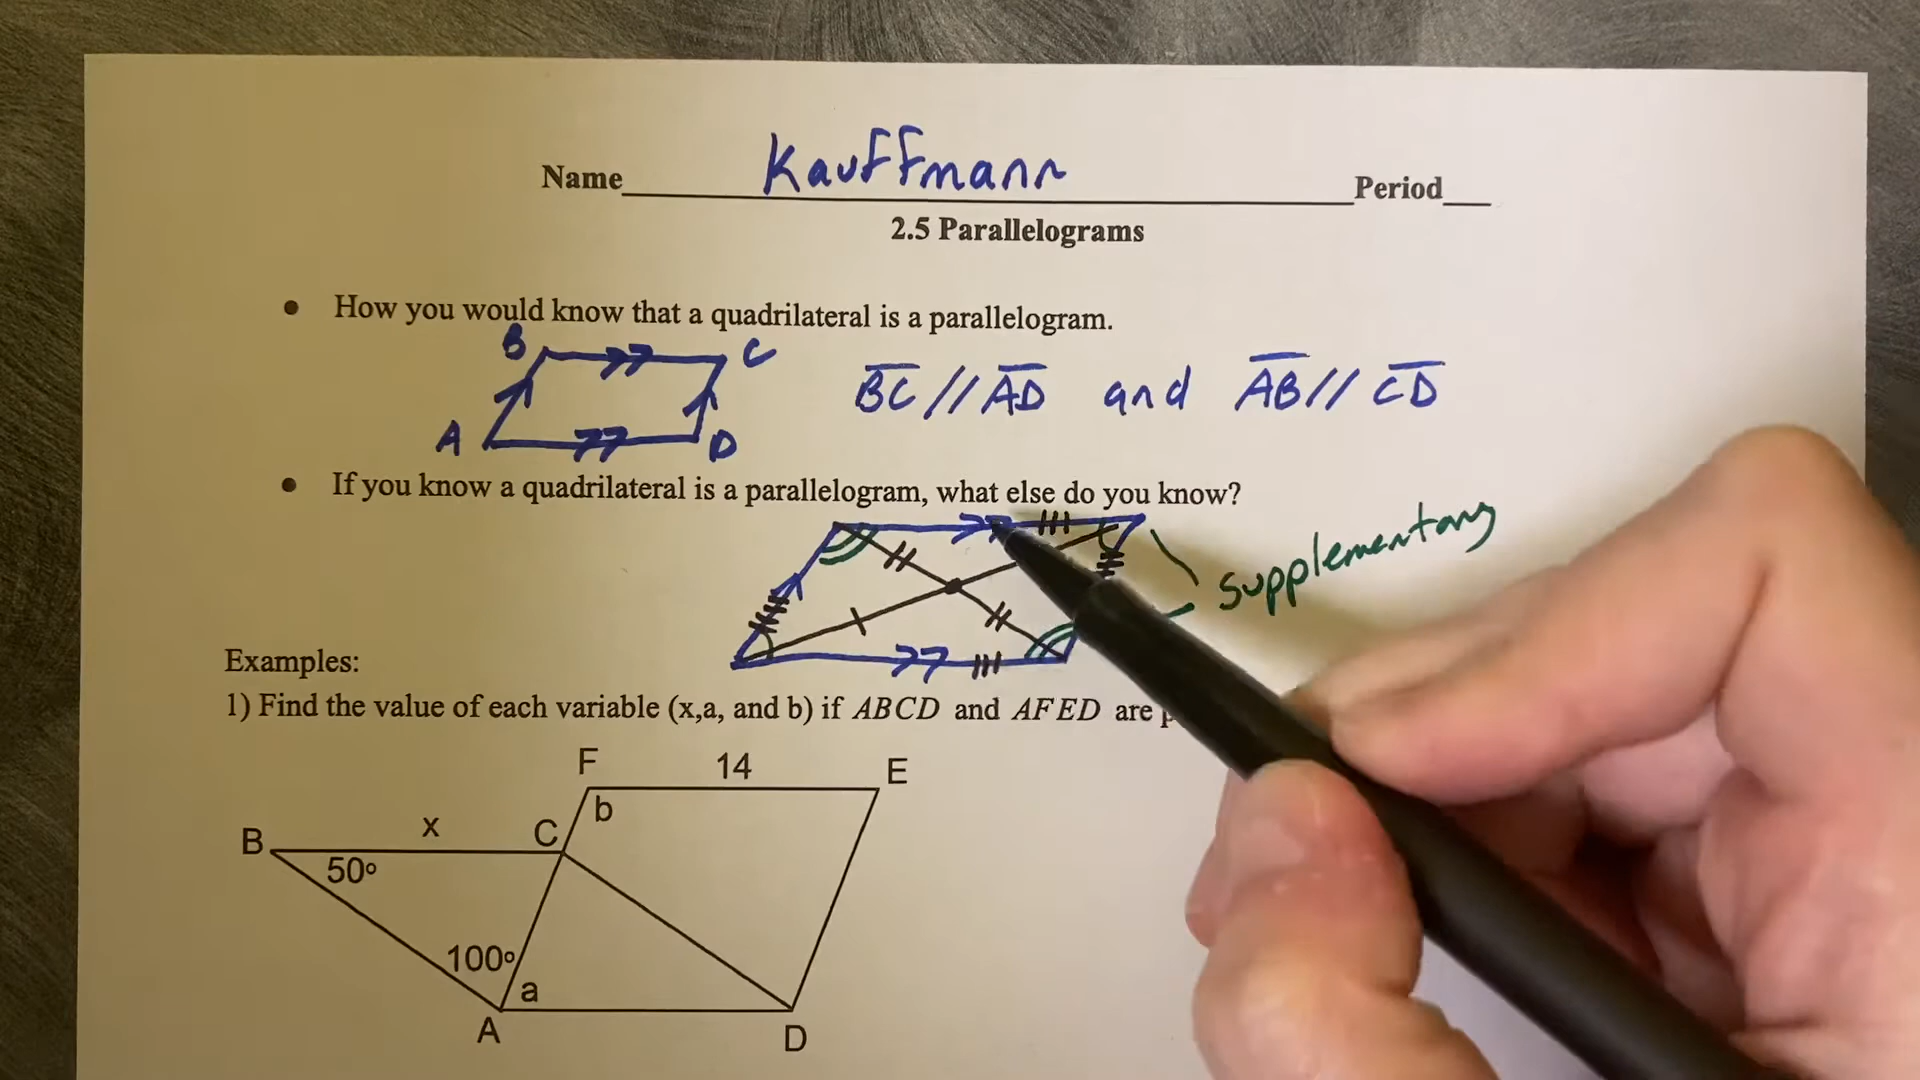 Name Kauffmann Period
2.5 Parallelograms
• How you would know that a quadrilateral is a parallelogram.
B C
BC // AD and AB // CD
A D
• If you know a quadrilateral is a parallelogram, what else do you know?
supplementary
Examples:
1) Find the value of each variable (x,a, and b) if ABCD and AFED are
F 14 E
b
B x C
50°
100°
a
A D